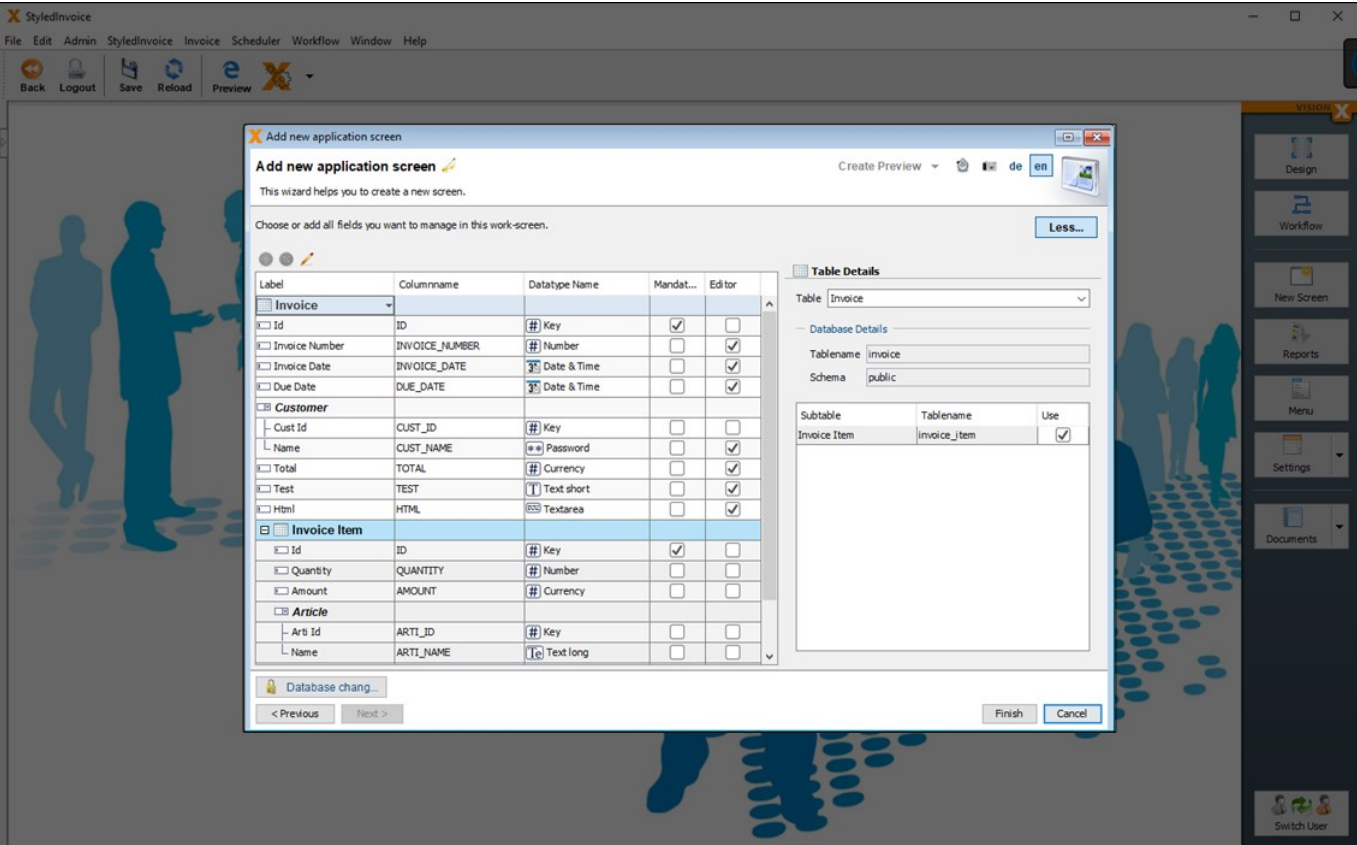 StyledInvoice
File Edit Admin StyledInvoice Invoice Scheduler Workflow Window Help
Back Logout Save Reload Preview
VISION X
Add new application screen
Add new application screen
Create Preview de en
This wizard helps you to create a new screen.
Choose or add all fields you want to manage in this work-screen.
Less...
Label Columnname Datatype Name Mandat... Editor
Invoice
Id ID # Key
Invoice Number INVOICE_NUMBER # Number
Invoice Date INVOICE_DATE Date & Time
Due Date DUE_DATE Date & Time
Customer
Cust Id CUST_ID # Key
Name CUST_NAME ** Password
Total TOTAL # Currency
Test TEST T Text short
Html HTML Textarea
Invoice Item
Id ID # Key
Quantity QUANTITY # Number
Amount AMOUNT # Currency
Article
Arti Id ARTI_ID # Key
Name ARTI_NAME Te Text long
Table Details
Table Invoice
Database Details
Tablename invoice
Schema public
Subtable Tablename Use
Invoice Item invoice_item
Database chang...
< Previous Next > Finish Cancel
Design
Workflow
New Screen
Reports
Menu
Settings
Documents
Switch User